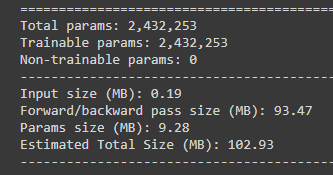 ================================================
Total params: 2,432,253
Trainable params: 2,432,253
Non-trainable params: 0
------------------------------------------------
Input size (MB): 0.19
Forward/backward pass size (MB): 93.47
Params size (MB): 9.28
Estimated Total Size (MB): 102.93
------------------------------------------------